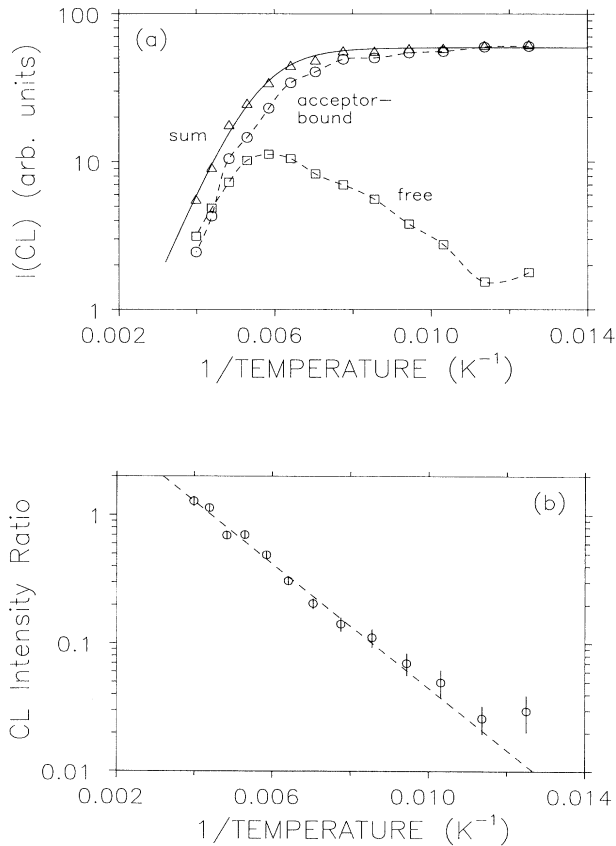 (a)
100
10
1
I(CL) (arb. units)
sum
acceptor-
bound
free
0.002
0.006
0.010
0.014
1/TEMPERATURE (K⁻¹)
(b)
1
0.1
0.01
CL Intensity Ratio
0.002
0.006
0.010
0.014
1/TEMPERATURE (K⁻¹)